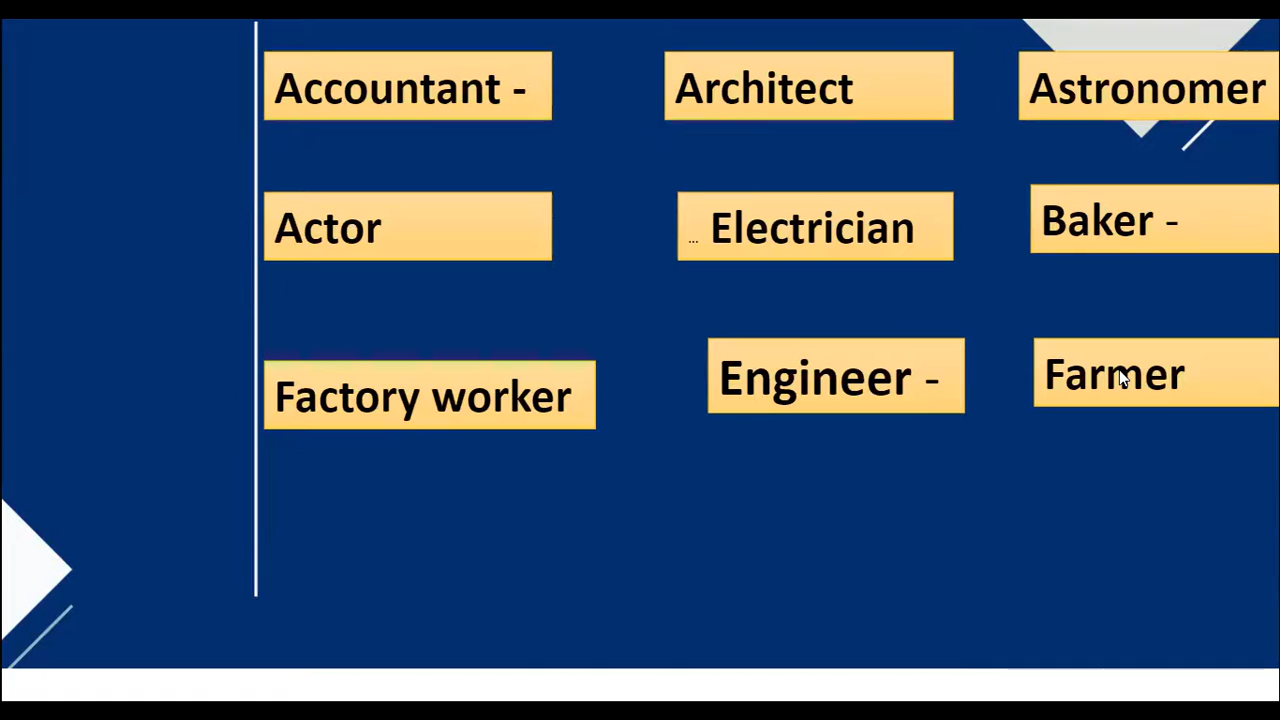 Accountant -
Architect
Astronomer
Actor
... Electrician
Baker -
Factory worker
Engineer -
Farmer